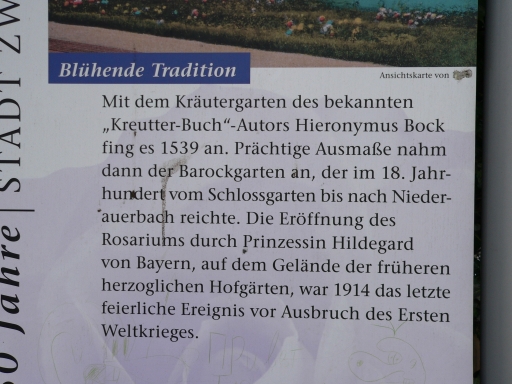 Blühende Tradition
Ansichtskarte von
Mit dem Kräutergarten des bekannten
„Kreutter-Buch“-Autors Hieronymus Bock
fing es 1539 an. Prächtige Ausmaße nahm
dann der Barockgarten an, der im 18. Jahr-
hundert vom Schlossgarten bis nach Nieder-
auerbach reichte. Die Eröffnung des
Rosariums durch Prinzessin Hildegard
von Bayern, auf dem Gelände der früheren
herzoglichen Hofgärten, war 1914 das letzte
feierliche Ereignis vor Ausbruch des Ersten
Weltkrieges.
Jahre | STADT